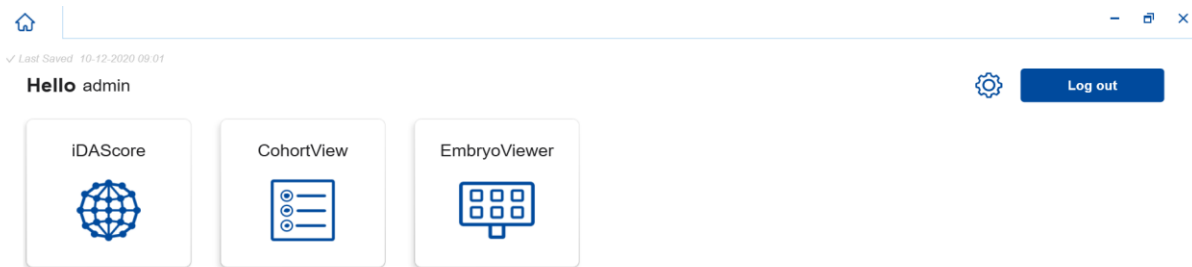 Last Saved 10-12-2020 09:01
Hello admin
Log out
iDAScore
CohortView
EmbryoViewer